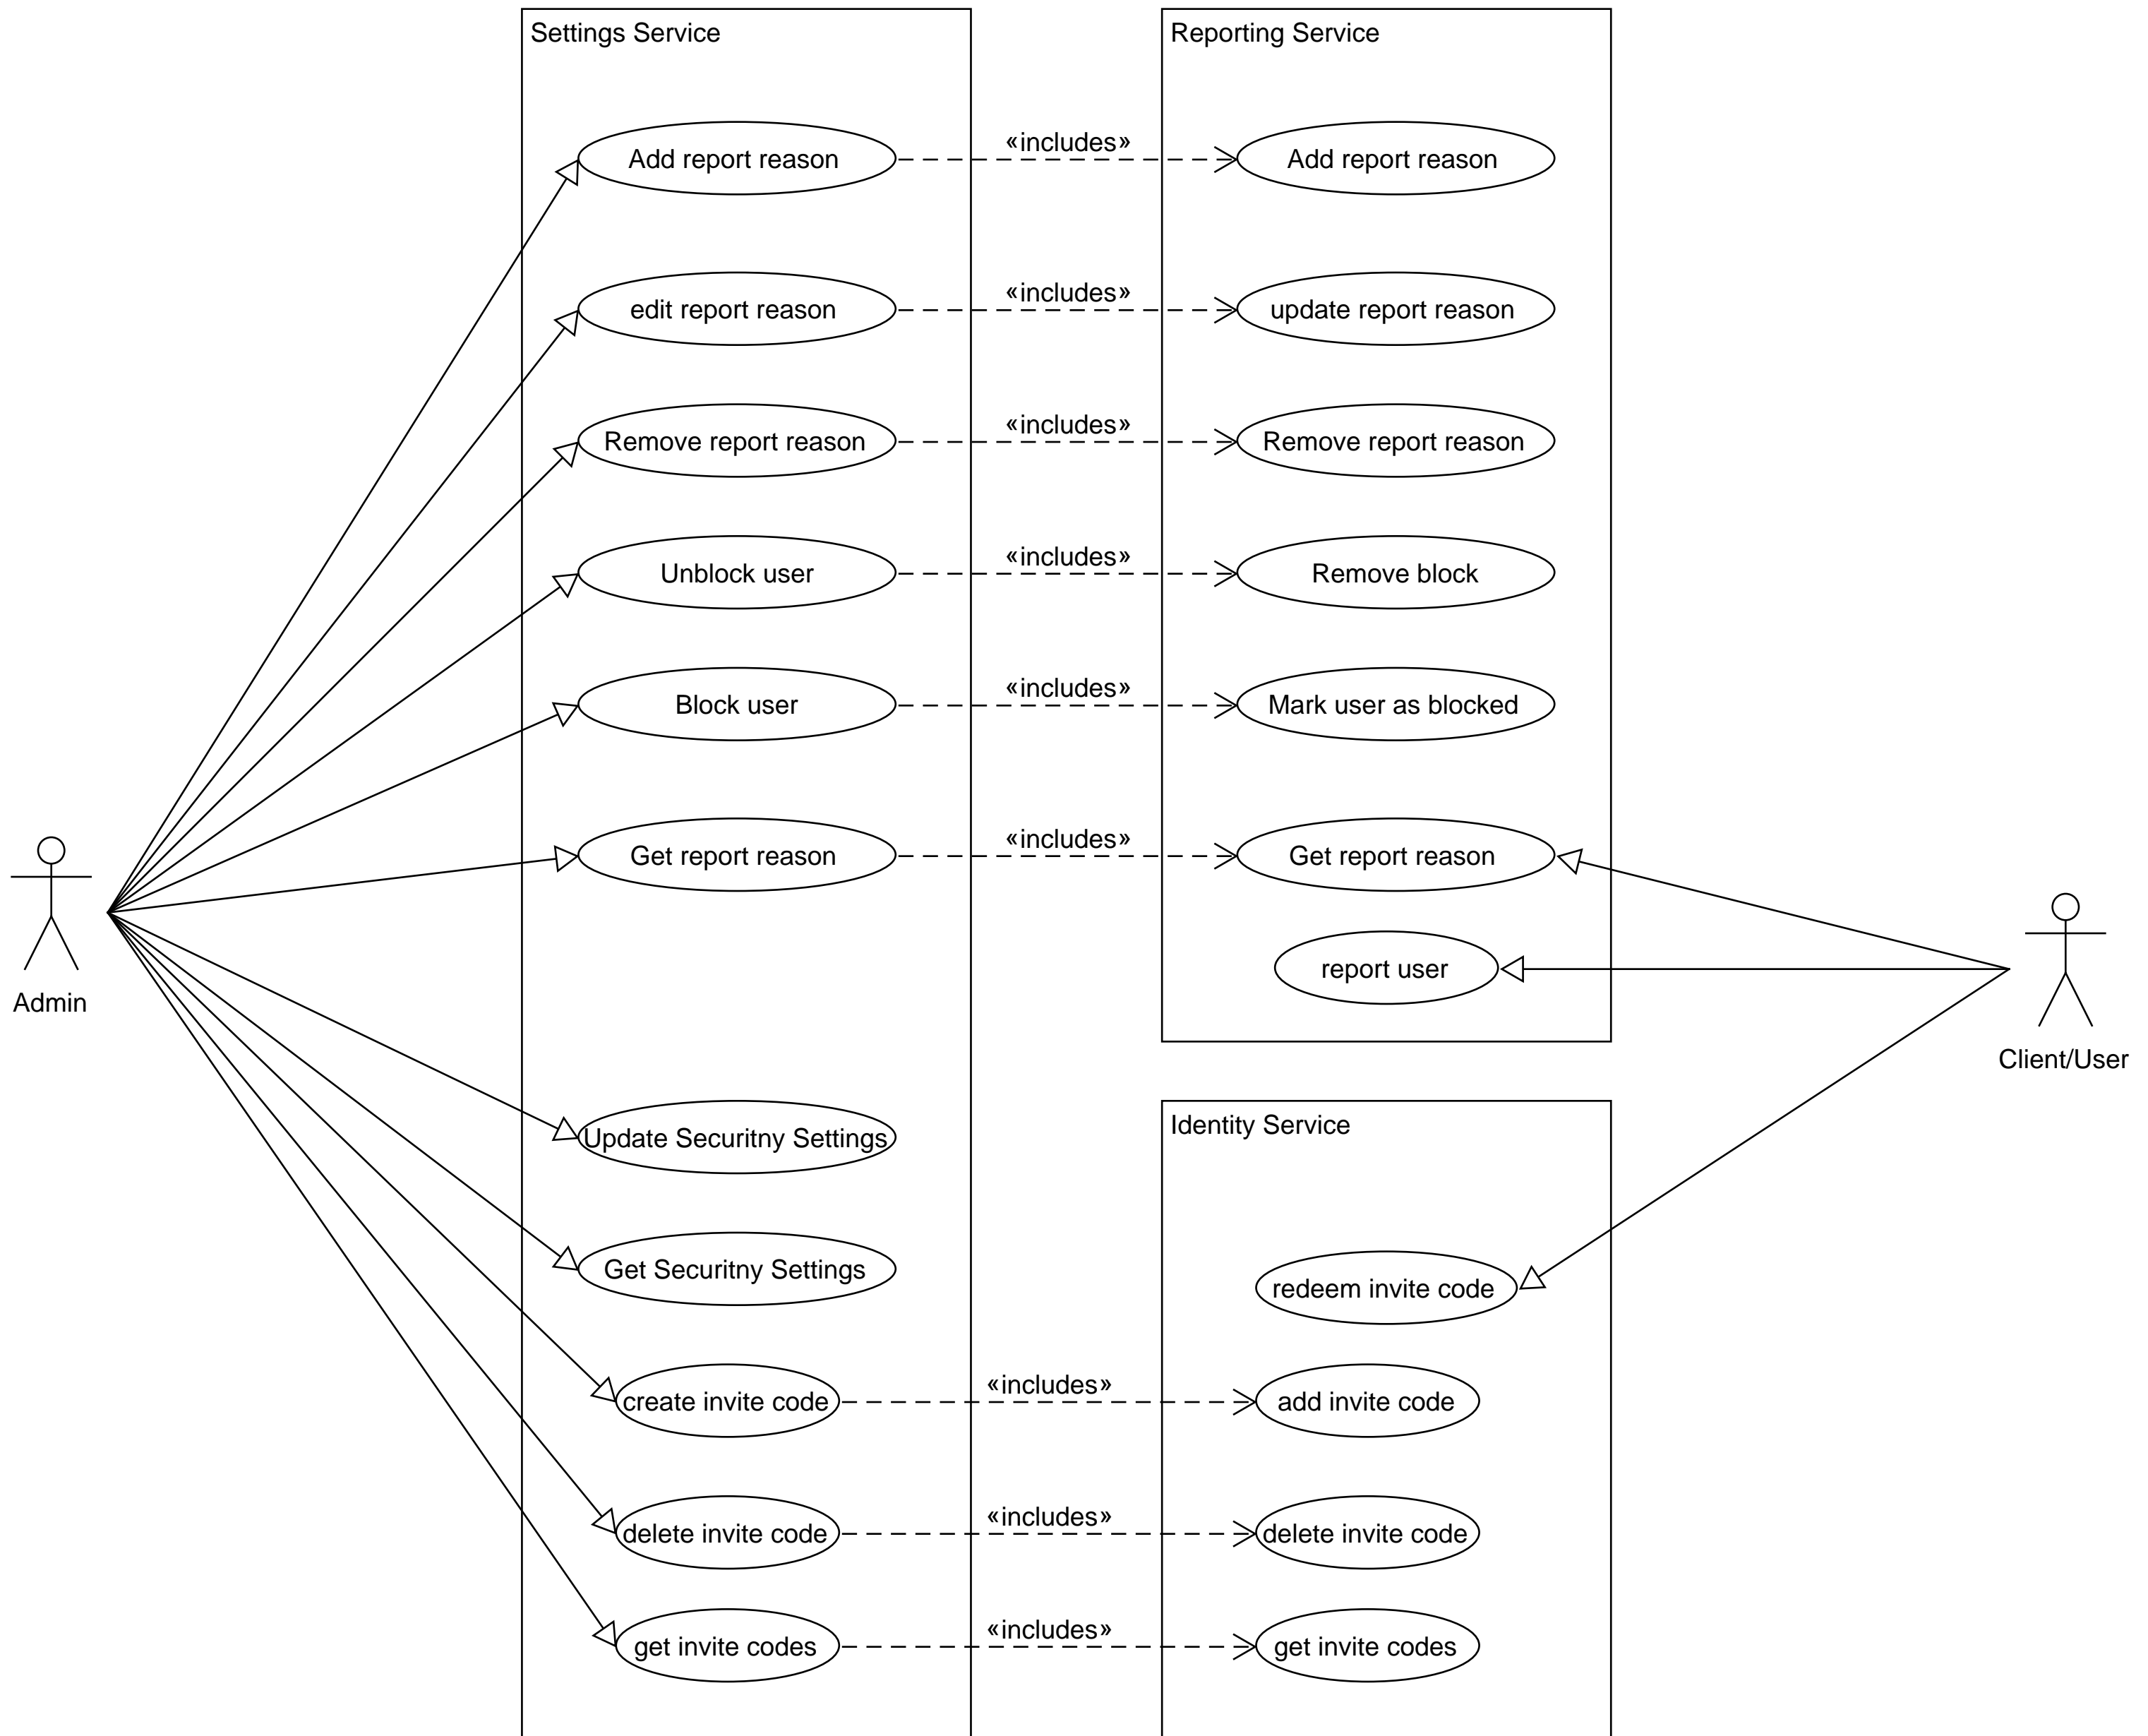 Settings Service
Reporting Service
Add report reason
«includes»
Add report reason
edit report reason
«includes»
update report reason
Remove report reason
«includes»
Remove report reason
Unblock user
«includes»
Remove block
Block user
«includes»
Mark user as blocked
Get report reason
«includes»
Get report reason
report user
Admin
Client/User
Update Securitny Settings
Identity Service
Get Securitny Settings
redeem invite code
create invite code
«includes»
add invite code
delete invite code
«includes»
delete invite code
get invite codes
«includes»
get invite codes